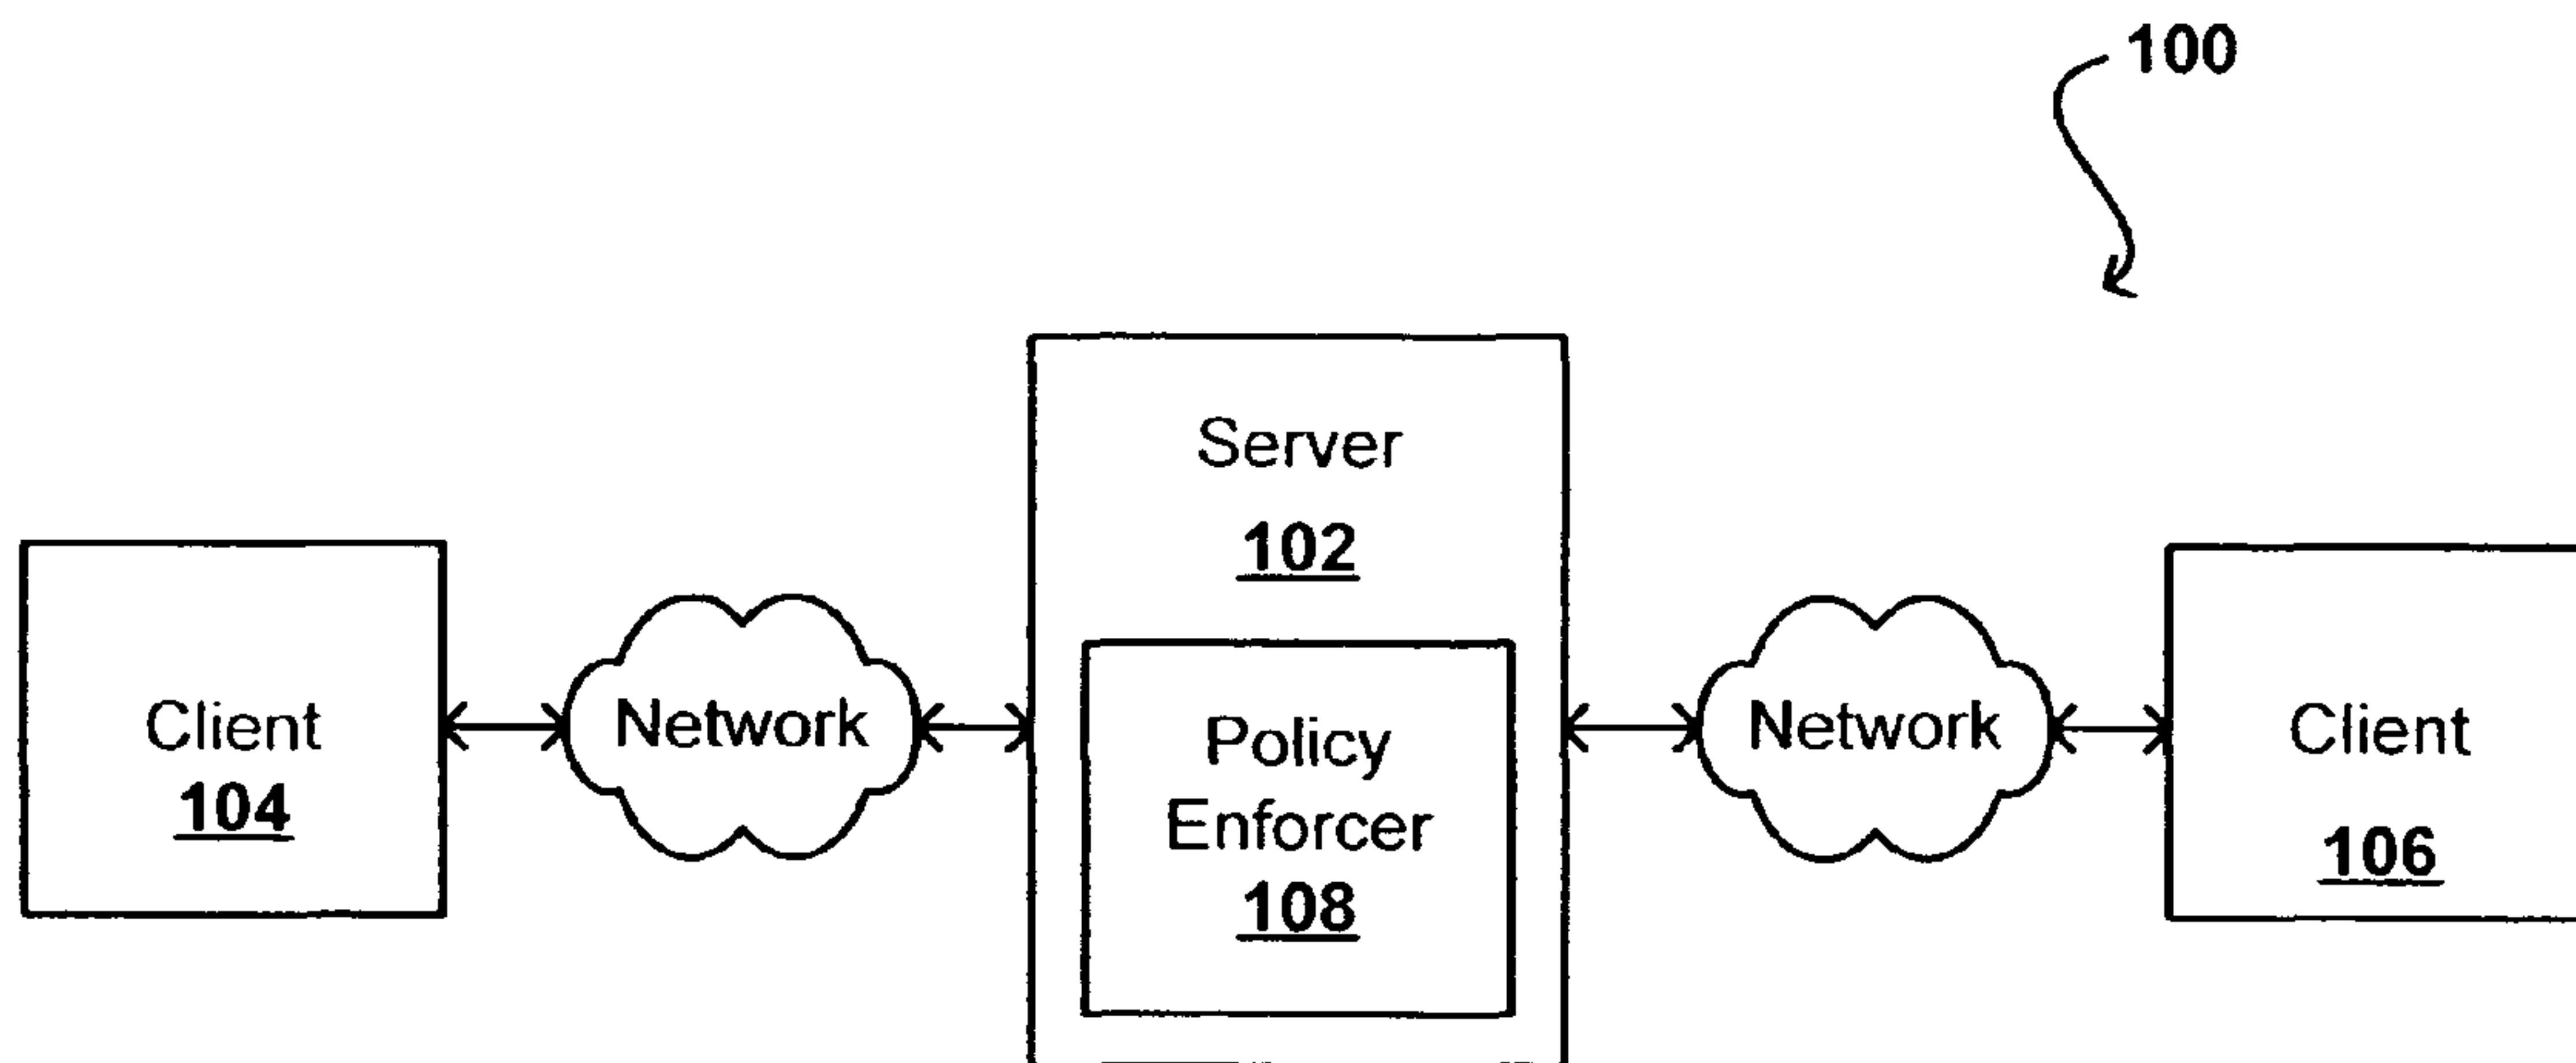 100
Server
102
Client
104
Network
Policy
Enforcer
108
Network
Client
106